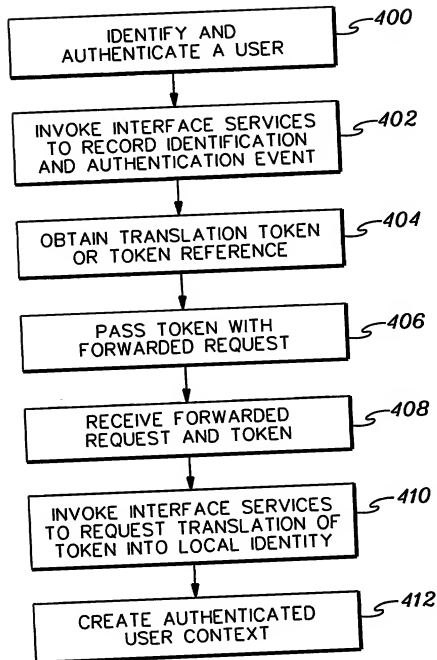 IDENTIFY AND
AUTHENTICATE A USER
400
INVOKE INTERFACE SERVICES
TO RECORD IDENTIFICATION
AND AUTHENTICATION EVENT
402
OBTAIN TRANSLATION TOKEN
OR TOKEN REFERENCE
404
PASS TOKEN WITH
FORWARDED REQUEST
406
RECEIVE FORWARDED
REQUEST AND TOKEN
408
INVOKE INTERFACE SERVICES
TO REQUEST TRANSLATION OF
TOKEN INTO LOCAL IDENTITY
410
CREATE AUTHENTICATED
USER CONTEXT
412